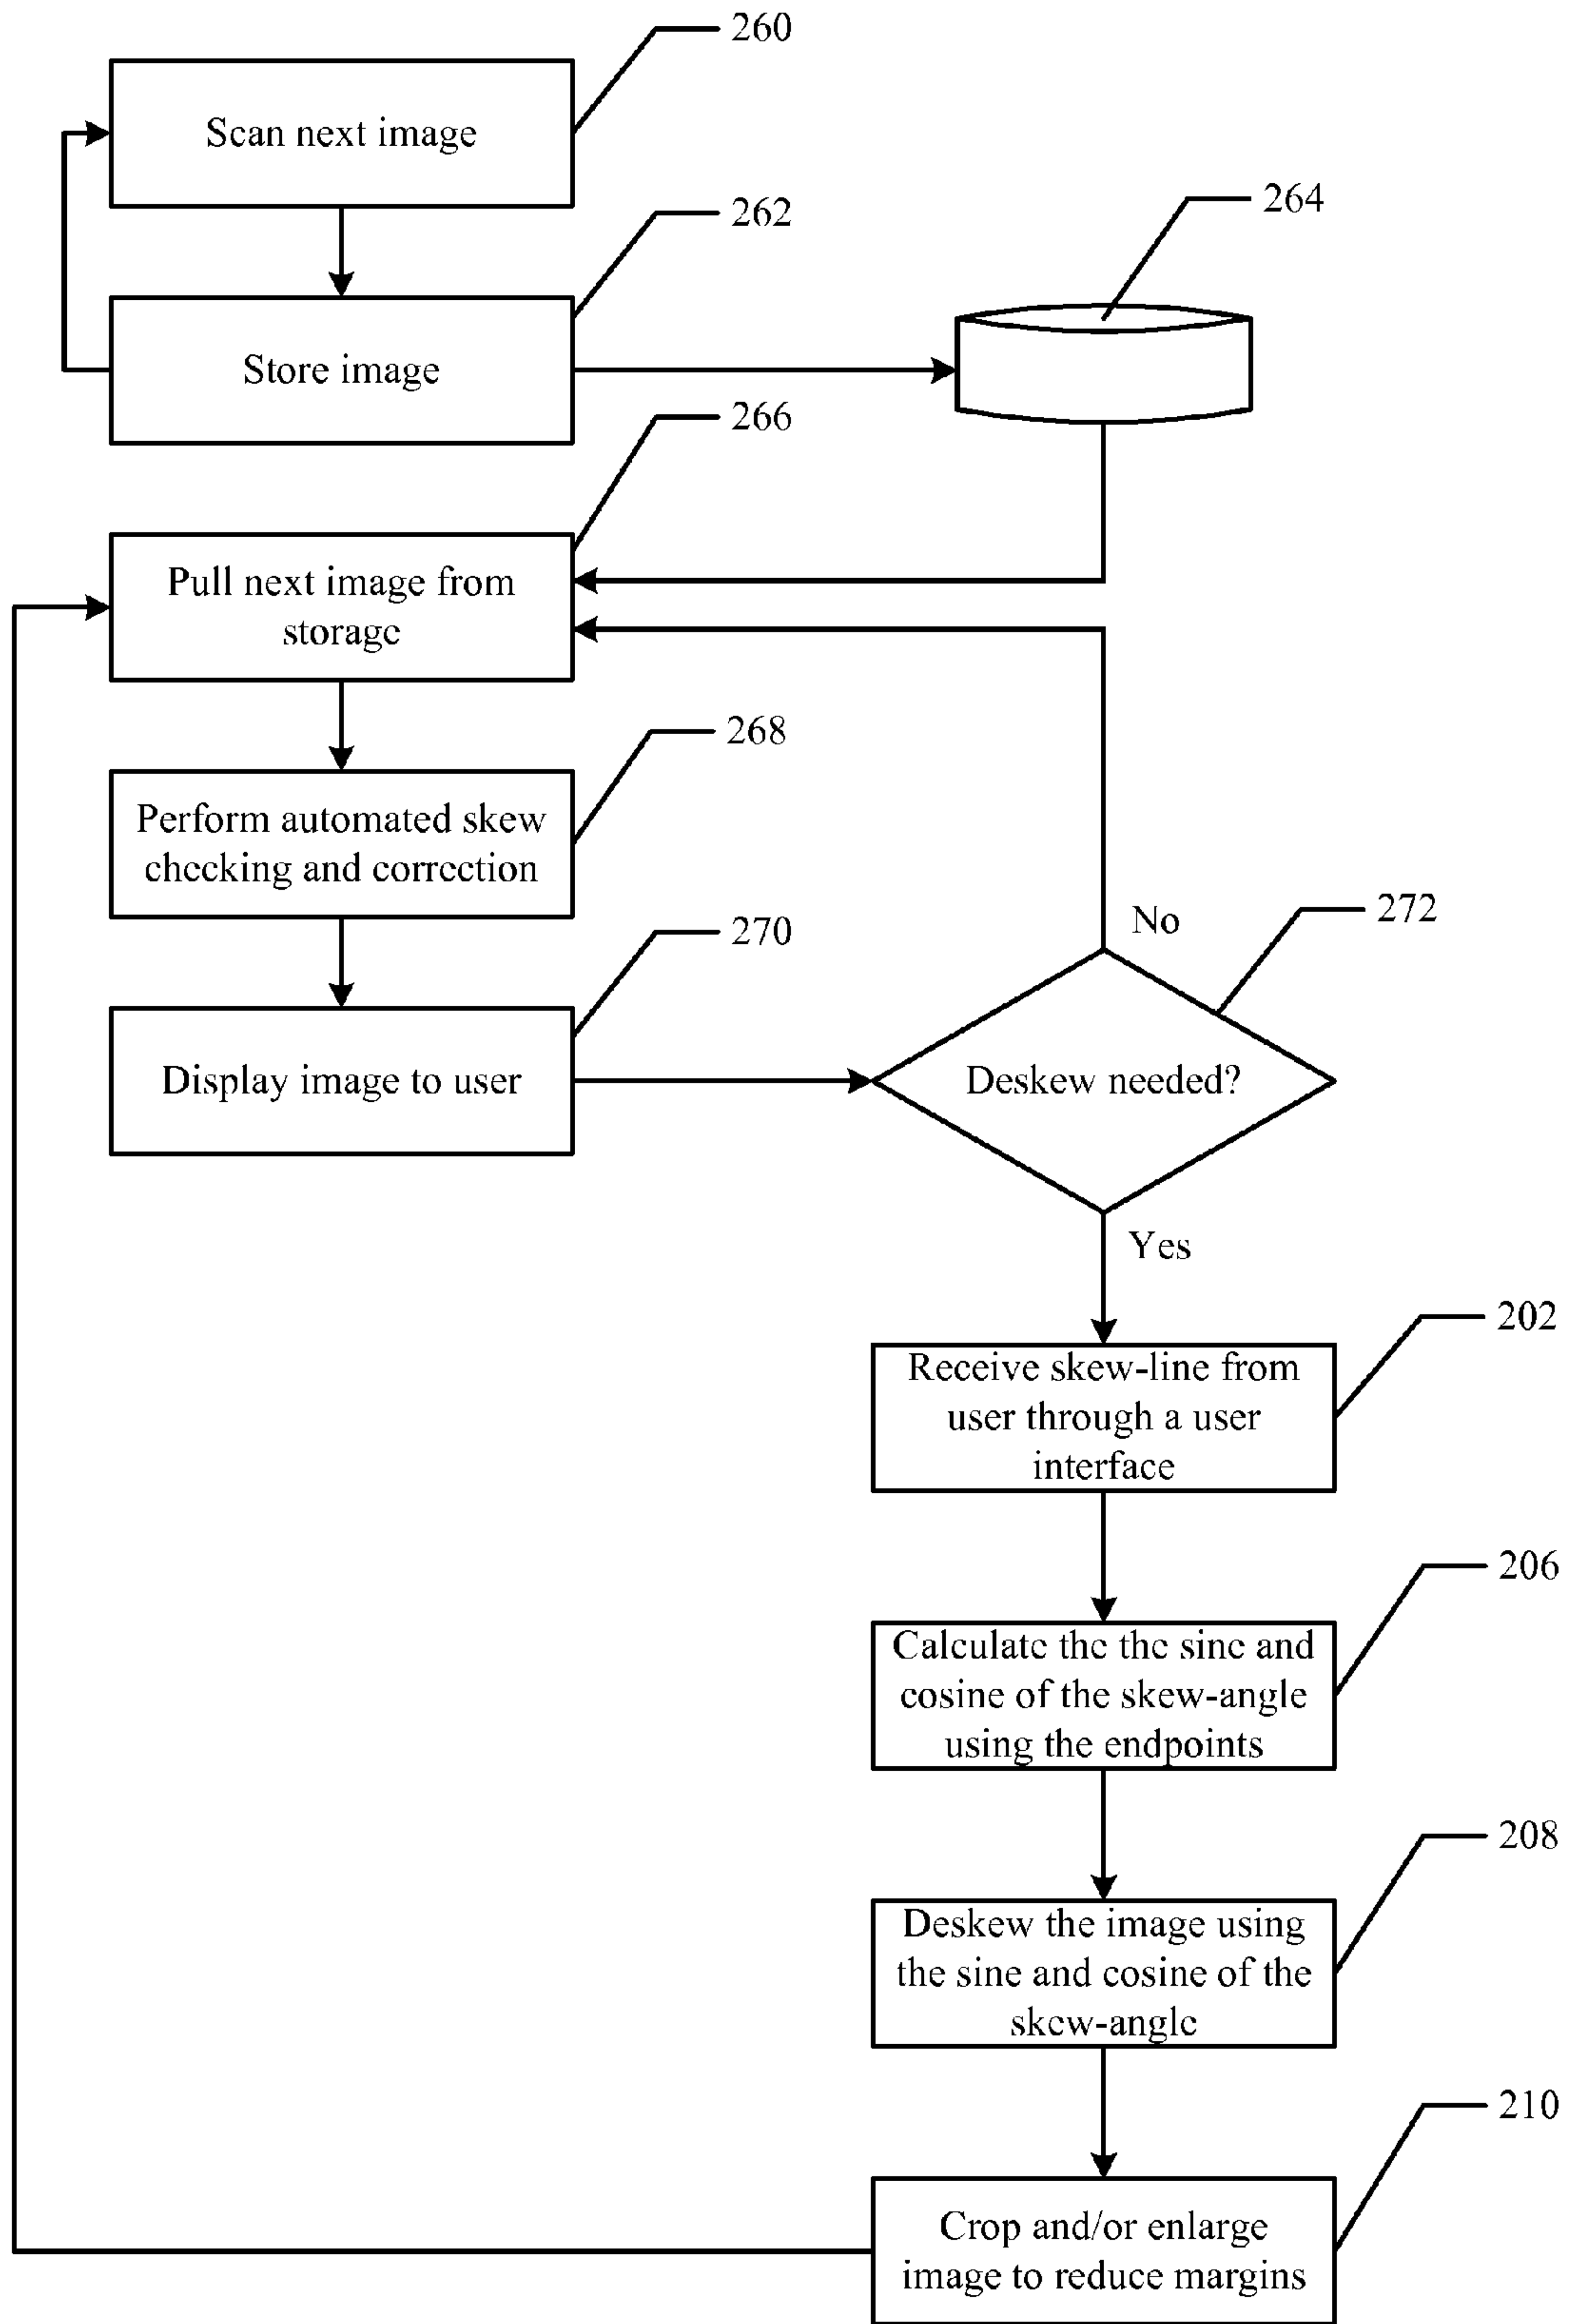 260
Scan next image
262
264
Store image
266
Pull next image from
storage
268
Perform automated skew
checking and correction
272
No
270
Display image to user
Deskew needed?
Yes
202
Receive skew-line from
user through a user
interface
206
Calculate the the sine and
cosine of the skew-angle
using the endpoints
208
Deskew the image using
the sine and cosine of the
skew-angle
210
Crop and/or enlarge
image to reduce margins